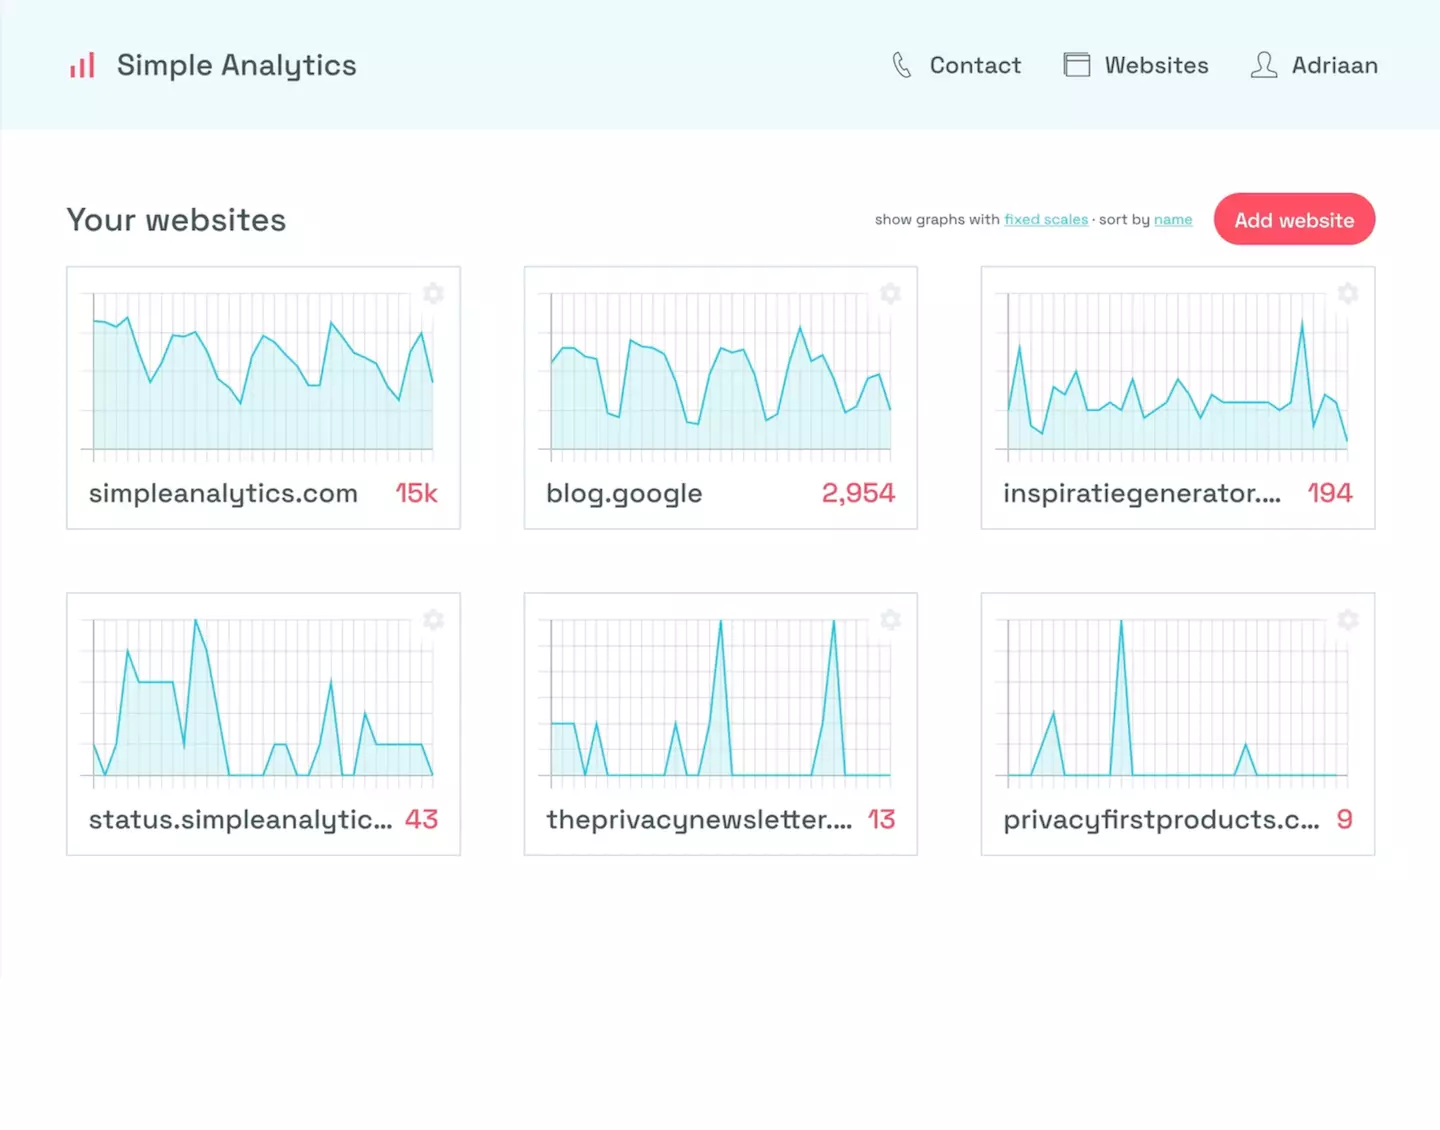 Simple Analytics
Contact
Websites
Adriaan
Your websites
show graphs with fixed scales · sort by name
Add website
simpleanalytics.com 15k
blog.google 2,954
inspiratiegenerator.... 194
status.simpleanalytic... 43
theprivacynewsletter.... 13
privacyfirstproducts.c... 9